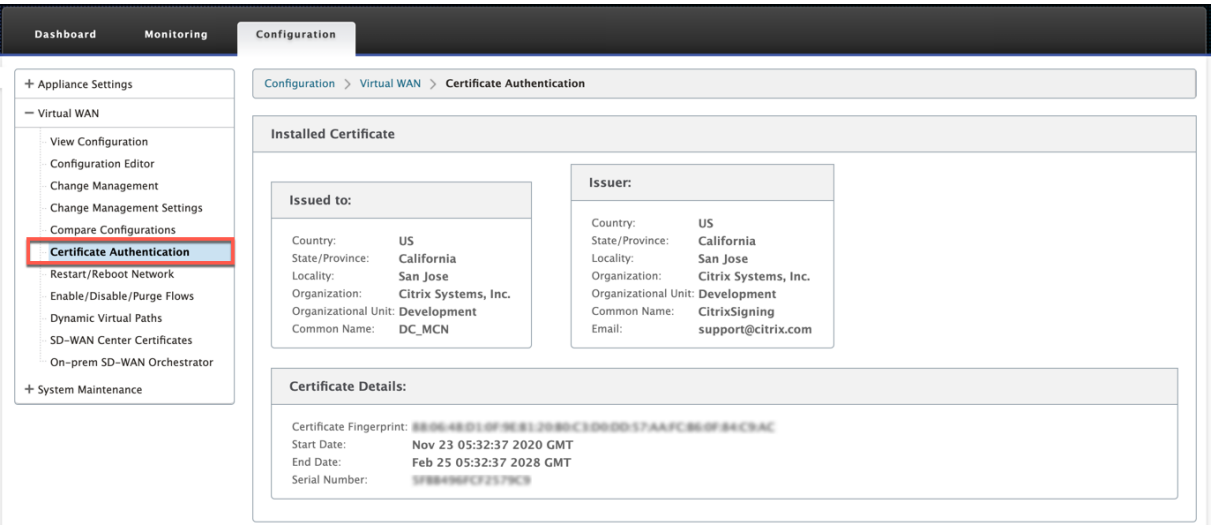 Dashboard Monitoring Configuration
+ Appliance Settings
− Virtual WAN
View Configuration
Configuration Editor
Change Management
Change Management Settings
Compare Configurations
Certificate Authentication
Restart/Reboot Network
Enable/Disable/Purge Flows
Dynamic Virtual Paths
SD-WAN Center Certificates
On-prem SD-WAN Orchestrator
+ System Maintenance
Configuration > Virtual WAN > Certificate Authentication
Installed Certificate
Issued to:
Country: US
State/Province: California
Locality: San Jose
Organization: Citrix Systems, Inc.
Organizational Unit: Development
Common Name: DC_MCN
Issuer:
Country: US
State/Province: California
Locality: San Jose
Organization: Citrix Systems, Inc.
Organizational Unit: Development
Common Name: CitrixSigning
Email: support@citrix.com
Certificate Details:
Certificate Fingerprint:
Start Date: Nov 23 05:32:37 2020 GMT
End Date: Feb 25 05:32:37 2028 GMT
Serial Number: